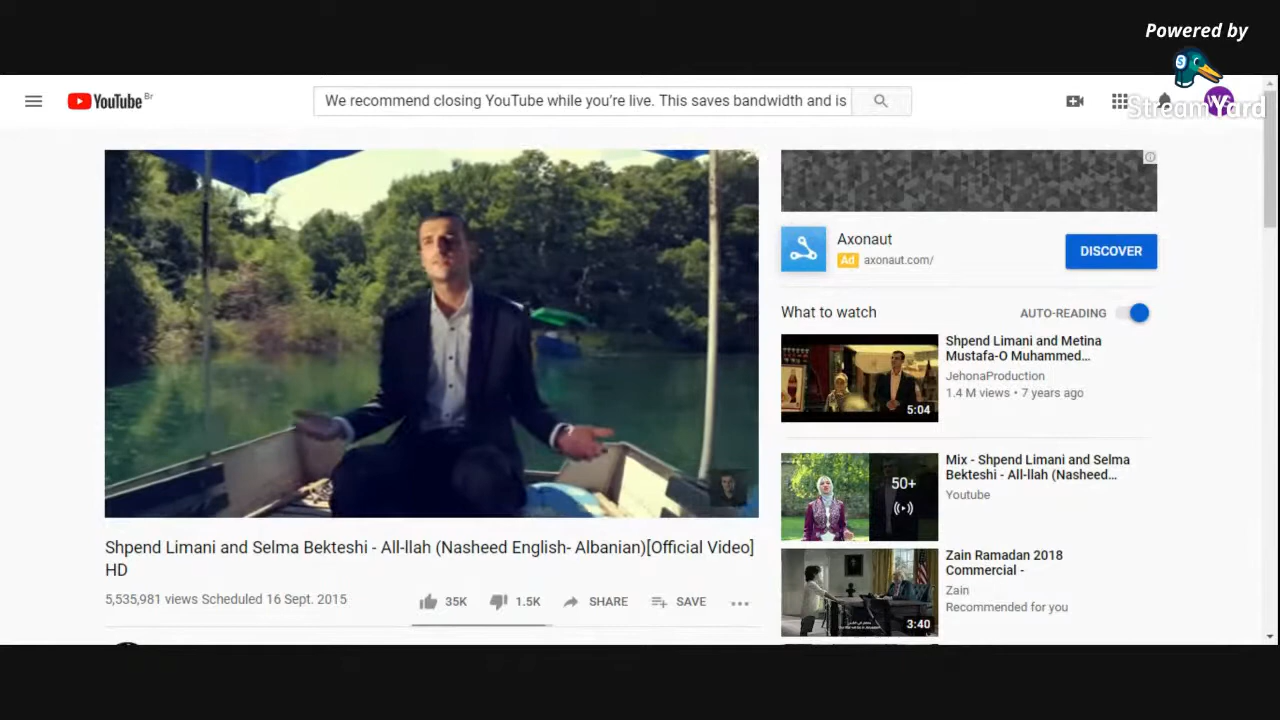 Powered by
StreamYard
YouTube Br
We recommend closing YouTube while you're live. This saves bandwidth and is
Axonaut
Ad axonaut.com/
DISCOVER
What to watch
AUTO-READING
Shpend Limani and Metina
Mustafa-O Muhammed...
JehonaProduction
1.4 M views • 7 years ago
5:04
Mix - Shpend Limani and Selma
Bekteshi - All-llah (Nasheed...
Youtube
50+
Zain Ramadan 2018
Commercial -
Zain
Recommended for you
3:40
Shpend Limani and Selma Bekteshi - All-llah (Nasheed English- Albanian)[Official Video]
HD
5,535,981 views Scheduled 16 Sept. 2015
35K
1.5K
SHARE
SAVE